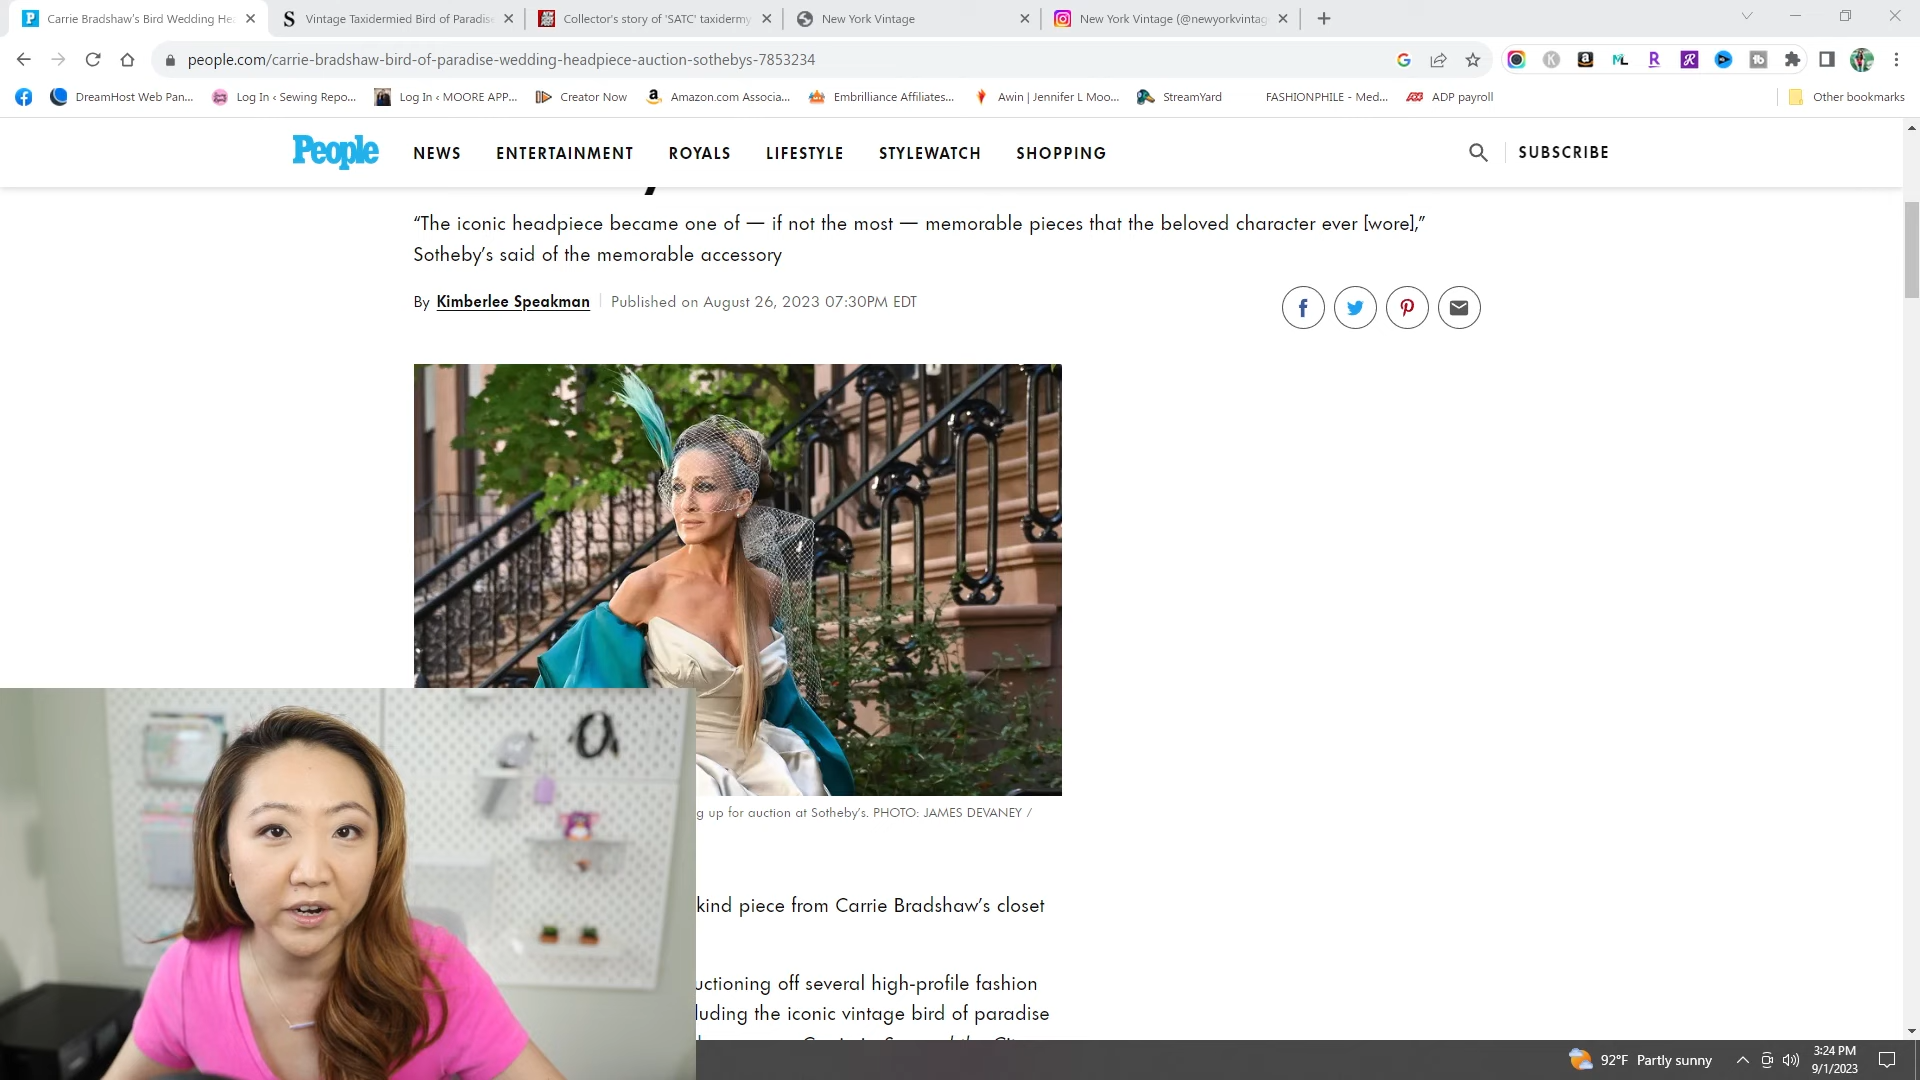 Carrie Bradshaw's Bird Wedding He
Vintage Taxidermied Bird of Paradis
Collector's story of 'SATC' taxidermy
New York Vintage
New York Vintage (@newyorkvintag
people.com/carrie-bradshaw-bird-of-paradise-wedding-headpiece-auction-sothebys-7853234
DreamHost Web Pan...
Log In ‹ Sewing Repo...
Log In ‹ MOORE APP...
Creator Now
Amazon.com Associa...
Embrilliance Affiliates...
Awin | Jennifer L Moo...
StreamYard
FASHIONPHILE - Med...
ADP payroll
Other bookmarks
People
NEWS
ENTERTAINMENT
ROYALS
LIFESTYLE
STYLEWATCH
SHOPPING
SUBSCRIBE
“The iconic headpiece became one of — if not the most — memorable pieces that the beloved character ever [wore],”
Sotheby’s said of the memorable accessory
By Kimberlee Speakman
Published on August 26, 2023 07:30PM EDT
g up for auction at Sotheby’s. PHOTO: JAMES DEVANEY /
kind piece from Carrie Bradshaw’s closet
uctioning off several high-profile fashion
luding the iconic vintage bird of paradise
92°F Partly sunny
3:24 PM
9/1/2023